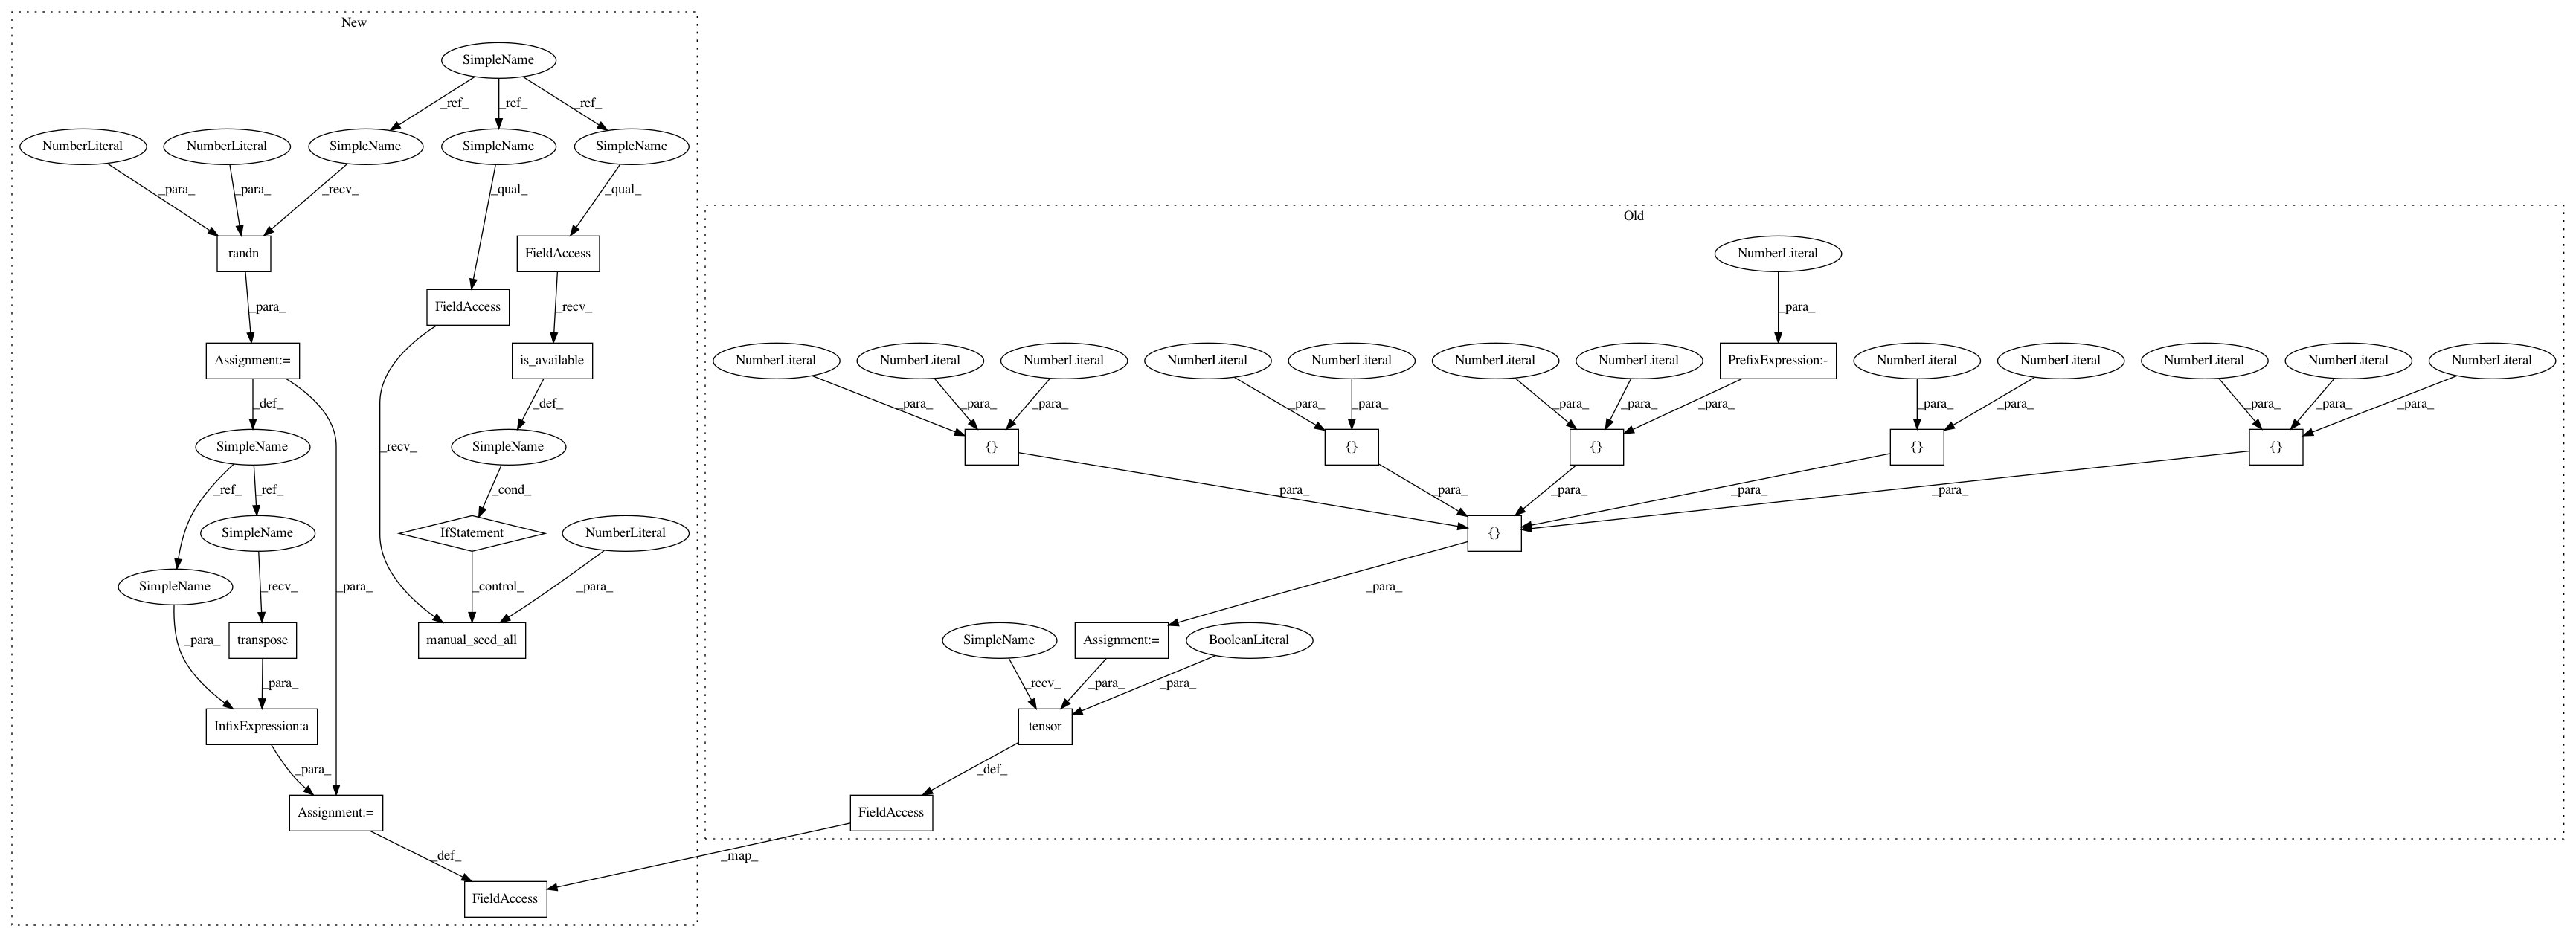 New
SimpleName
_ref_ _ref_ _ref_
NumberLiteral NumberLiteral SimpleName SimpleName SimpleName
_para_ _para_ _recv_ _qual_ _qual_
Old
randn FieldAccess NumberLiteral
_para_ FieldAccess _recv_ _para_
Assignment:= is_available NumberLiteral NumberLiteral NumberLiteral NumberLiteral NumberLiteral NumberLiteral NumberLiteral PrefixExpression:- NumberLiteral NumberLiteral NumberLiteral NumberLiteral NumberLiteral
_def_ _def_ _para_ _para_ _para_ _para_ _para_ _para_ _para_ _para_ _para_ _para_ _para_ _para_ _para_
SimpleName _para_ _recv_ SimpleName {} {} {} {} {}
_ref_ _ref_ _cond_ _para_ _para_ _para_ _para_ _para_
SimpleName IfStatement NumberLiteral {}
SimpleName _recv_ _control_ _para_ _para_
transpose manual_seed_all SimpleName Assignment:= BooleanLiteral
_para_ _para_ _recv_ _para_ _para_
InfixExpression:a tensor
_para_ _def_
Assignment:= FieldAccess
_def_ _map_
FieldAccess